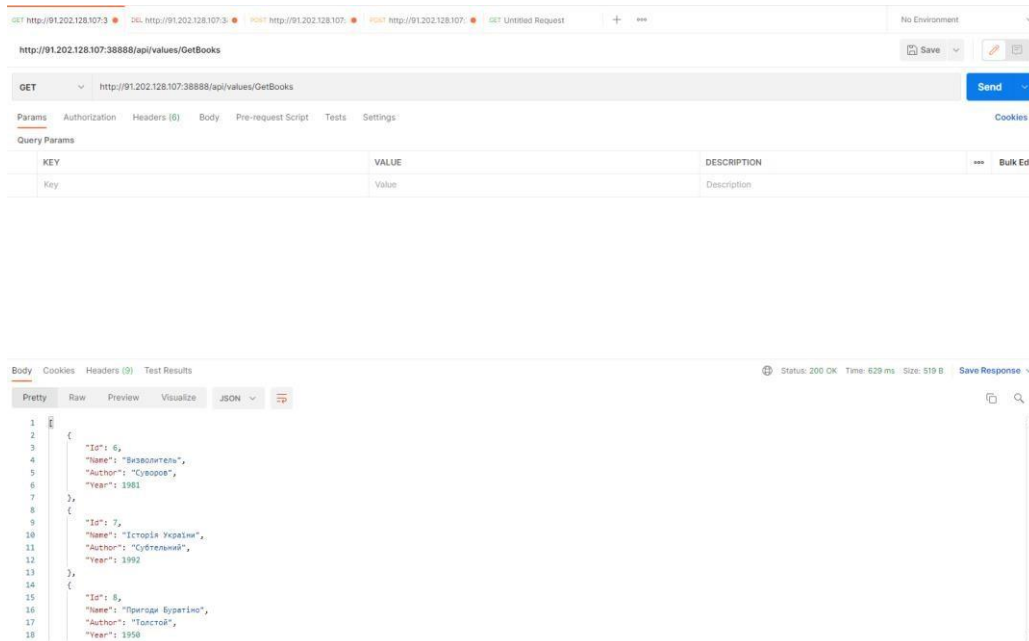 GET http://91.202.128.107:3 DEL http://91.202.128.107:3 POST http://91.202.128.107: POST http://91.202.128.107: GET Untitled Request + ooo No Environment
http://91.202.128.107:38888/api/values/GetBooks Save
GET http://91.202.128.107:38888/api/values/GetBooks Send
Params Authorization Headers (6) Body Pre-request Script Tests Settings Cookies
Query Params
KEY VALUE DESCRIPTION ooo Bulk Ed
Key Value Description
Body Cookies Headers (9) Test Results Status: 200 OK Time: 629 ms Size: 519 B Save Response
Pretty Raw Preview Visualize JSON
1 [
2 {
3 "Id": 6,
4 "Name": "Визволитель",
5 "Author": "Суворов",
6 "Year": 1981
7 },
8 {
9 "Id": 7,
10 "Name": "Історія України",
11 "Author": "Субтельний",
12 "Year": 1992
13 },
14 {
15 "Id": 8,
16 "Name": "Пригоди Буратіно",
17 "Author": "Толстой",
18 "Year": 1950